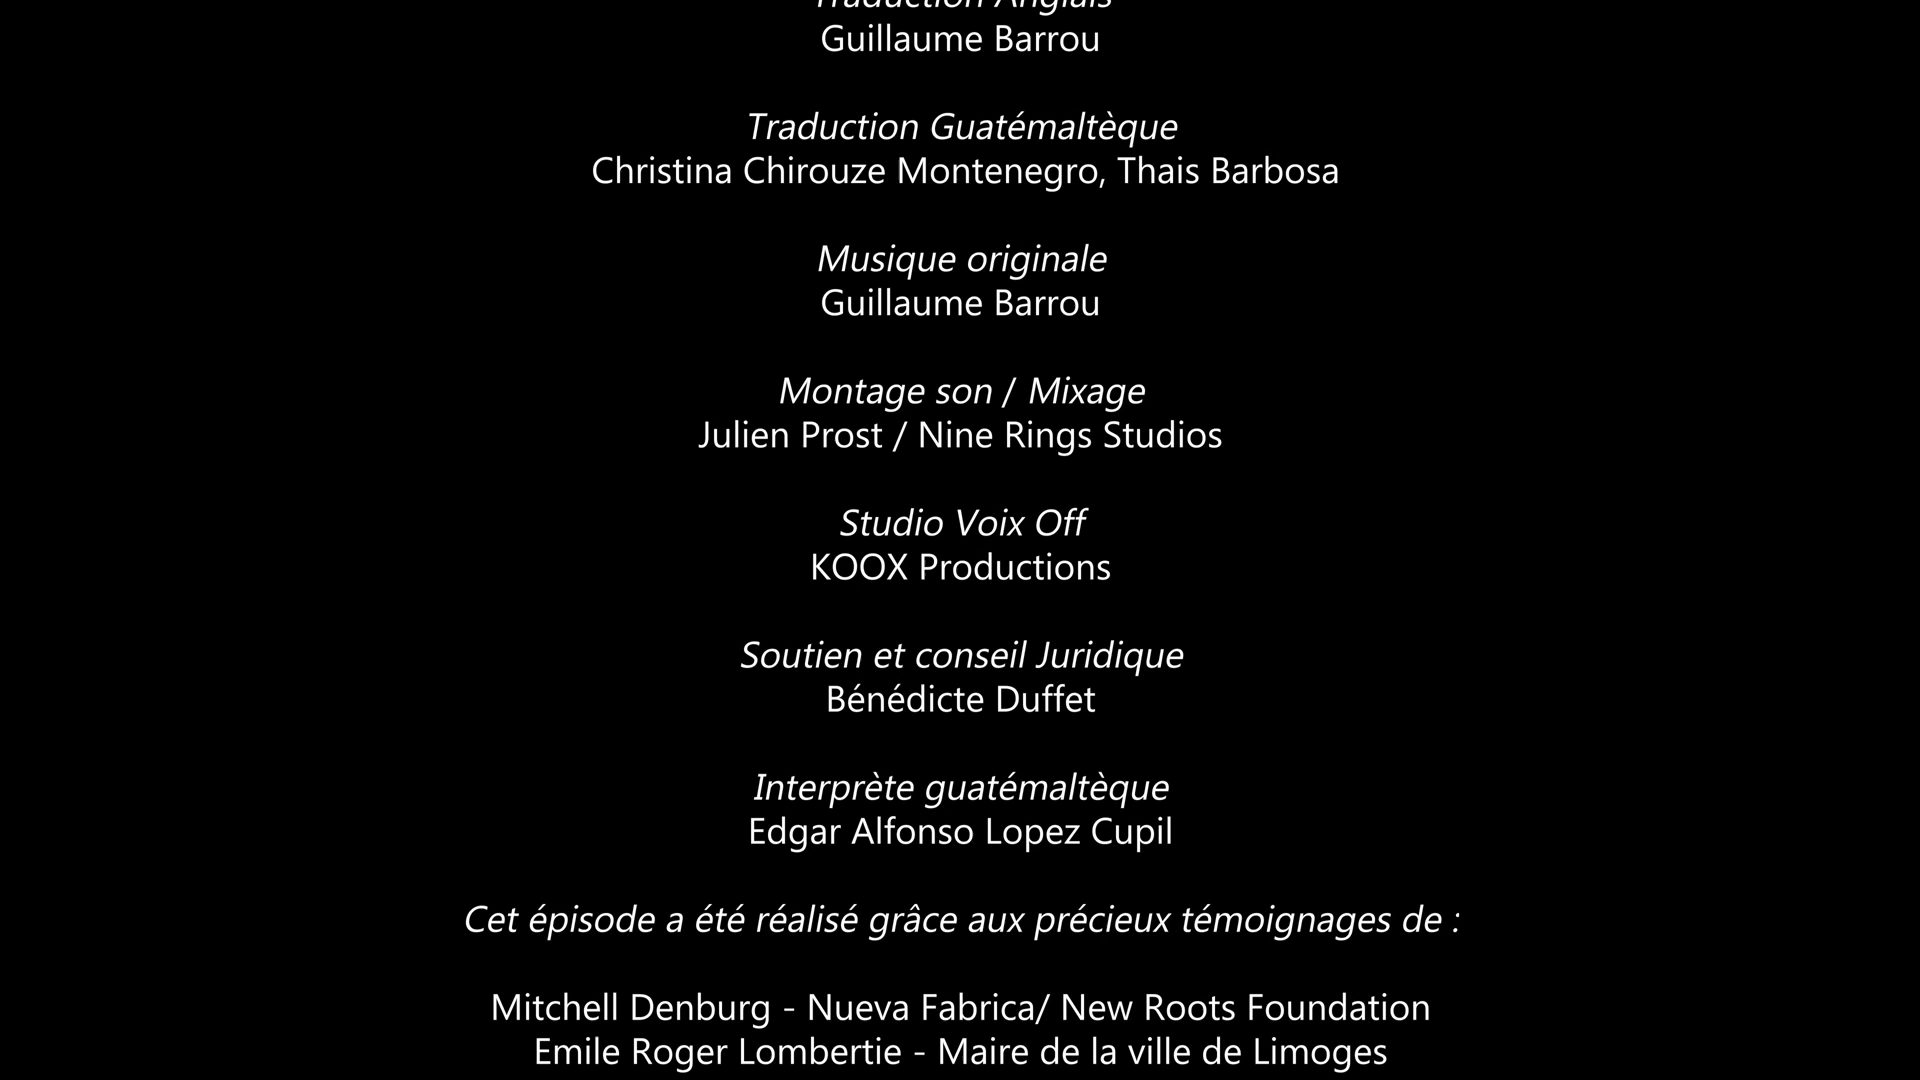 Traduction Anglais
Guillaume Barrou
Traduction Guatémaltèque
Christina Chirouze Montenegro, Thais Barbosa
Musique originale
Guillaume Barrou
Montage son / Mixage
Julien Prost / Nine Rings Studios
Studio Voix Off
KOOX Productions
Soutien et conseil Juridique
Bénédicte Duffet
Interprète guatémaltèque
Edgar Alfonso Lopez Cupil
Cet épisode a été réalisé grâce aux précieux témoignages de :
Mitchell Denburg - Nueva Fabrica/ New Roots Foundation
Emile Roger Lombertie - Maire de la ville de Limoges